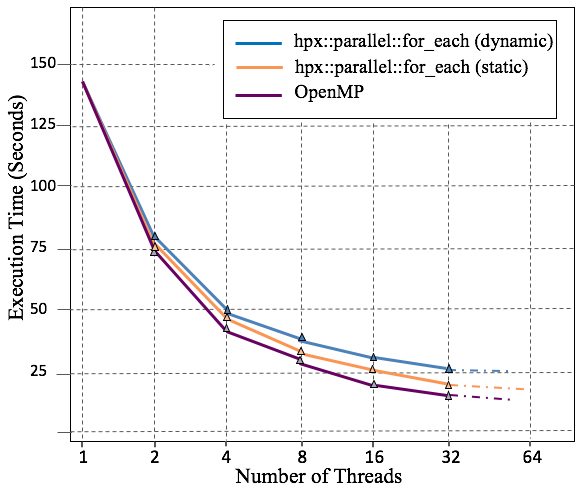 hpx::parallel::for_each (dynamic)
hpx::parallel::for_each (static)
OpenMP
Execution Time (Seconds)
150
125
100
75
50
25
1 2 4 8 16 32 64
Number of Threads